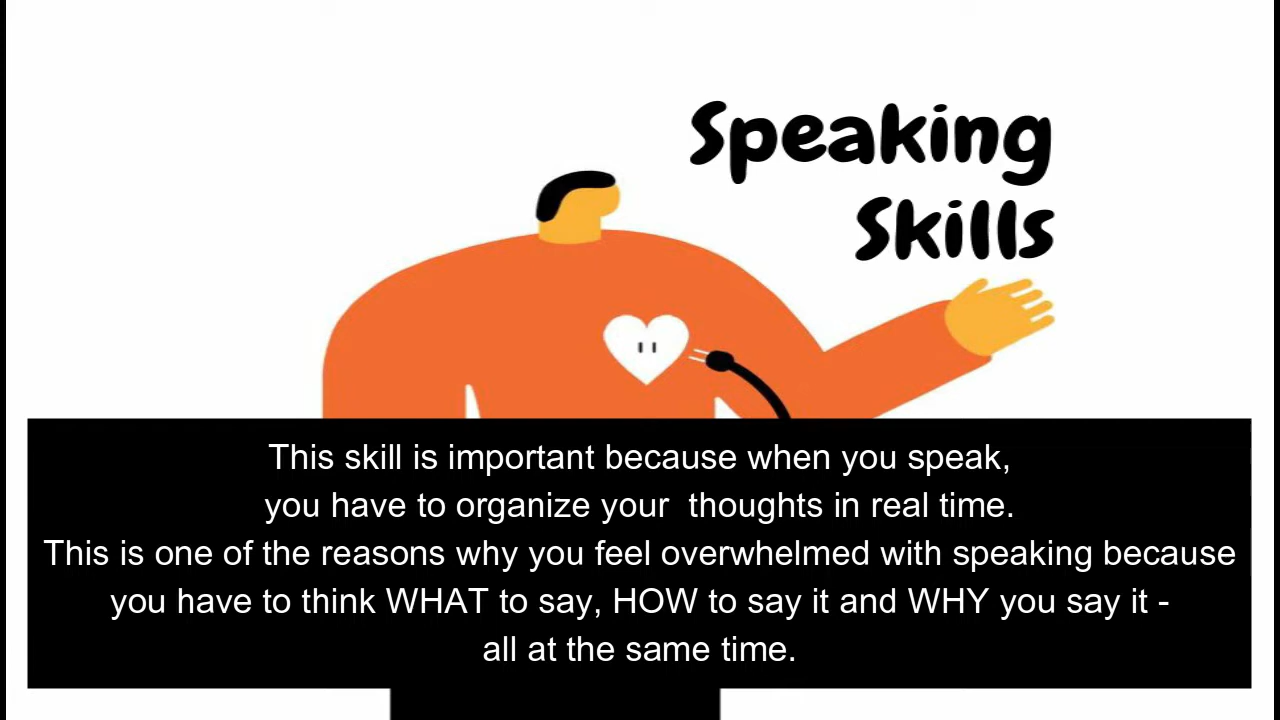 Speaking
Skills
This skill is important because when you speak,
you have to organize your  thoughts in real time.
This is one of the reasons why you feel overwhelmed with speaking because
you have to think WHAT to say, HOW to say it and WHY you say it -
all at the same time.